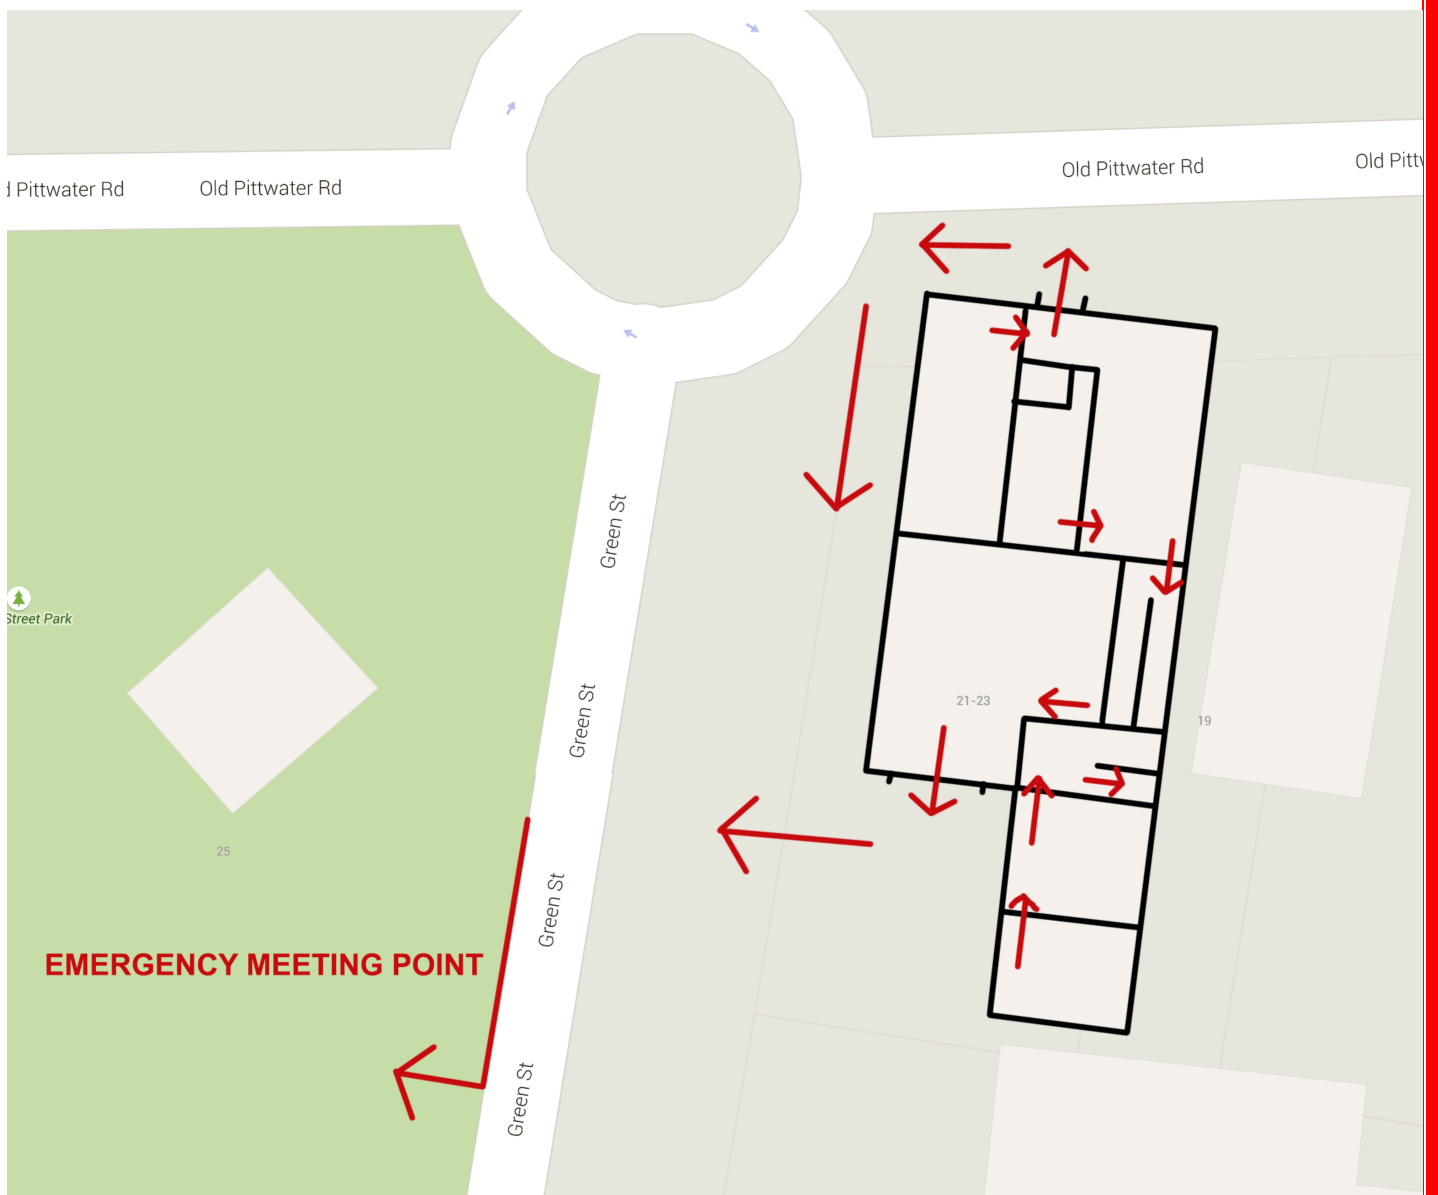 Pittwater Rd
Old Pittwater Rd
Old Pittwater Rd
Old
Green St
Street Park
Green St
21-23
19
25
Green St
EMERGENCY MEETING POINT
Green St